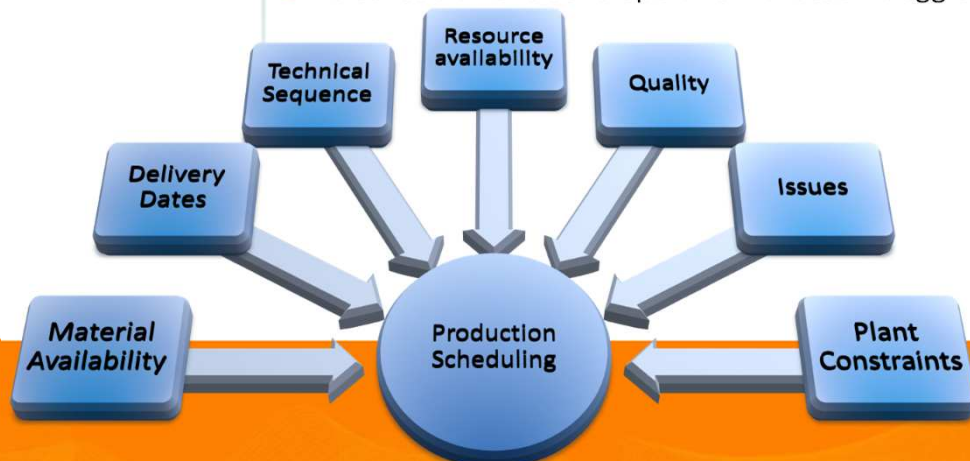 Resource
availability
Technical
Sequence
Quality
Delivery
Dates
Issues
Material
Availability
Production
Scheduling
Plant
Constraints